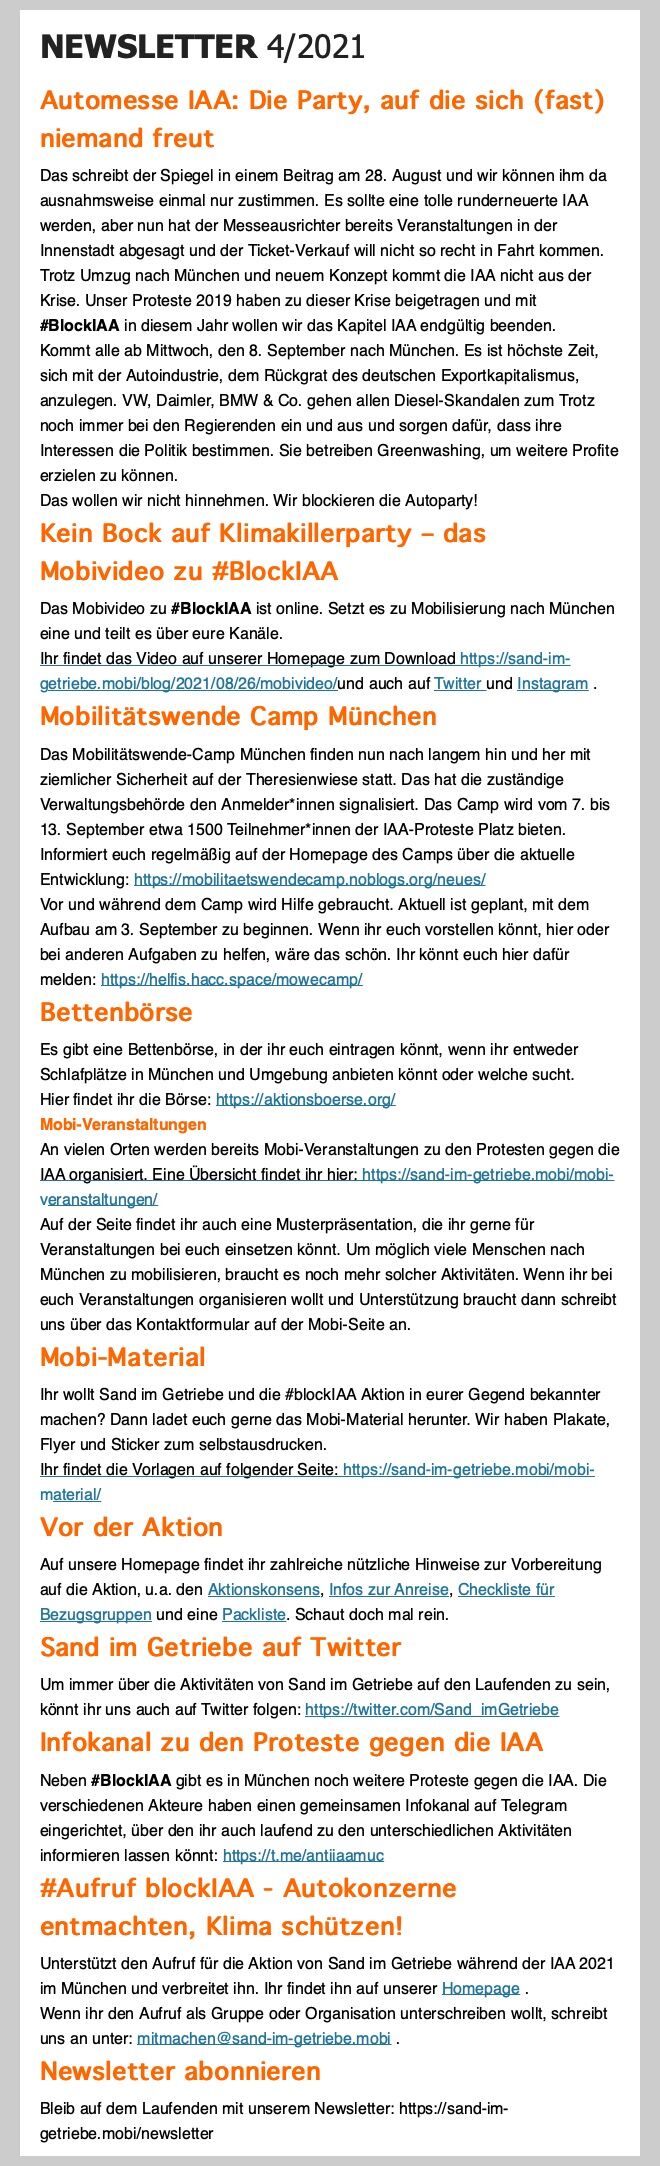 NEWSLETTER 4/2021
Automesse IAA: Die Party, auf die sich (fast)
niemand freut
Das schreibt der Spiegel in einem Beitrag am 28. August und wir können ihm da
ausnahmsweise einmal nur zustimmen. Es sollte eine tolle runderneuerte IAA
werden, aber nun hat der Messeausrichter bereits Veranstaltungen in der
Innenstadt abgesagt und der Ticket-Verkauf will nicht so recht in Fahrt kommen.
Trotz Umzug nach München und neuem Konzept kommt die IAA nicht aus der
Krise. Unser Proteste 2019 haben zu dieser Krise beigetragen und mit
#BlockIAA in diesem Jahr wollen wir das Kapitel IAA endgültig beenden.
Kommt alle ab Mittwoch, den 8. September nach München. Es ist höchste Zeit,
sich mit der Autoindustrie, dem Rückgrat des deutschen Exportkapitalismus,
anzulegen. VW, Daimler, BMW & Co. gehen allen Diesel-Skandalen zum Trotz
noch immer bei den Regierenden ein und aus und sorgen dafür, dass ihre
Interessen die Politik bestimmen. Sie betreiben Greenwashing, um weitere Profite
erzielen zu können.
Das wollen wir nicht hinnehmen. Wir blockieren die Autoparty!
Kein Bock auf Klimakillerparty – das
Mobivideo zu #BlockIAA
Das Mobivideo zu #BlockIAA ist online. Setzt es zu Mobilisierung nach München
eine und teilt es über eure Kanäle.
Ihr findet das Video auf unserer Homepage zum Download https://sand-im-
getriebe.mobi/blog/2021/08/26/mobivideo/und auch auf Twitter und Instagram .
Mobilitätswende Camp München
Das Mobilitätswende-Camp München finden nun nach langem hin und her mit
ziemlicher Sicherheit auf der Theresienwiese statt. Das hat die zuständige
Verwaltungsbehörde den Anmelder*innen signalisiert. Das Camp wird vom 7. bis
13. September etwa 1500 Teilnehmer*innen der IAA-Proteste Platz bieten.
Informiert euch regelmäßig auf der Homepage des Camps über die aktuelle
Entwicklung: https://mobilitaetswendecamp.noblogs.org/neues/
Vor und während dem Camp wird Hilfe gebraucht. Aktuell ist geplant, mit dem
Aufbau am 3. September zu beginnen. Wenn ihr euch vorstellen könnt, hier oder
bei anderen Aufgaben zu helfen, wäre das schön. Ihr könnt euch hier dafür
melden: https://helfis.hacc.space/mowecamp/
Bettenbörse
Es gibt eine Bettenbörse, in der ihr euch eintragen könnt, wenn ihr entweder
Schlafplätze in München und Umgebung anbieten könnt oder welche sucht.
Hier findet ihr die Börse: https://aktionsboerse.org/
Mobi-Veranstaltungen
An vielen Orten werden bereits Mobi-Veranstaltungen zu den Protesten gegen die
IAA organisiert. Eine Übersicht findet ihr hier: https://sand-im-getriebe.mobi/mobi-
veranstaltungen/
Auf der Seite findet ihr auch eine Musterpräsentation, die ihr gerne für
Veranstaltungen bei euch einsetzen könnt. Um möglich viele Menschen nach
München zu mobilisieren, braucht es noch mehr solcher Aktivitäten. Wenn ihr bei
euch Veranstaltungen organisieren wollt und Unterstützung braucht dann schreibt
uns über das Kontaktformular auf der Mobi-Seite an.
Mobi-Material
Ihr wollt Sand im Getriebe und die #blockIAA Aktion in eurer Gegend bekannter
machen? Dann ladet euch gerne das Mobi-Material herunter. Wir haben Plakate,
Flyer und Sticker zum selbstausdrucken.
Ihr findet die Vorlagen auf folgender Seite: https://sand-im-getriebe.mobi/mobi-
material/
Vor der Aktion
Auf unsere Homepage findet ihr zahlreiche nützliche Hinweise zur Vorbereitung
auf die Aktion, u.a. den Aktionskonsens, Infos zur Anreise, Checkliste für
Bezugsgruppen und eine Packliste. Schaut doch mal rein.
Sand im Getriebe auf Twitter
Um immer über die Aktivitäten von Sand im Getriebe auf den Laufenden zu sein,
könnt ihr uns auch auf Twitter folgen: https://twitter.com/Sand_imGetriebe
Infokanal zu den Proteste gegen die IAA
Neben #BlockIAA gibt es in München noch weitere Proteste gegen die IAA. Die
verschiedenen Akteure haben einen gemeinsamen Infokanal auf Telegram
eingerichtet, über den ihr auch laufend zu den unterschiedlichen Aktivitäten
informieren lassen könnt: https://t.me/antiiaamuc
#Aufruf blockIAA - Autokonzerne
entmachten, Klima schützen!
Unterstützt den Aufruf für die Aktion von Sand im Getriebe während der IAA 2021
im München und verbreitet ihn. Ihr findet ihn auf unserer Homepage .
Wenn ihr den Aufruf als Gruppe oder Organisation unterschreiben wollt, schreibt
uns an unter: mitmachen@sand-im-getriebe.mobi .
Newsletter abonnieren
Bleib auf dem Laufenden mit unserem Newsletter: https://sand-im-
getriebe.mobi/newsletter